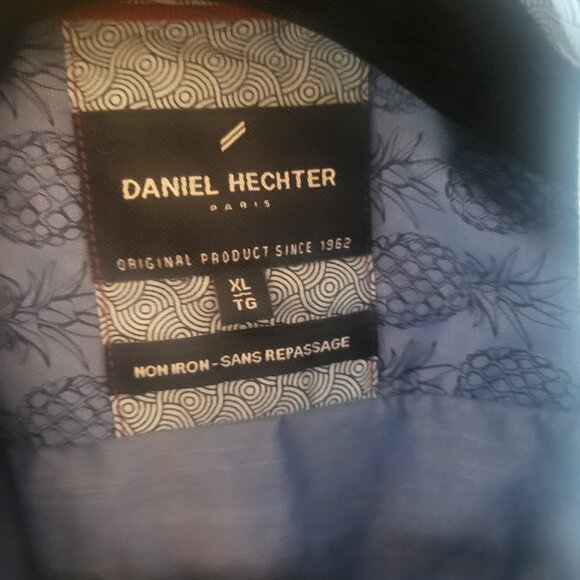 DANIEL HECHTER
PARIS
ORIGINAL PRODUCT SINCE 1962
XL
TG
NON IRON - SANS REPASSAGE